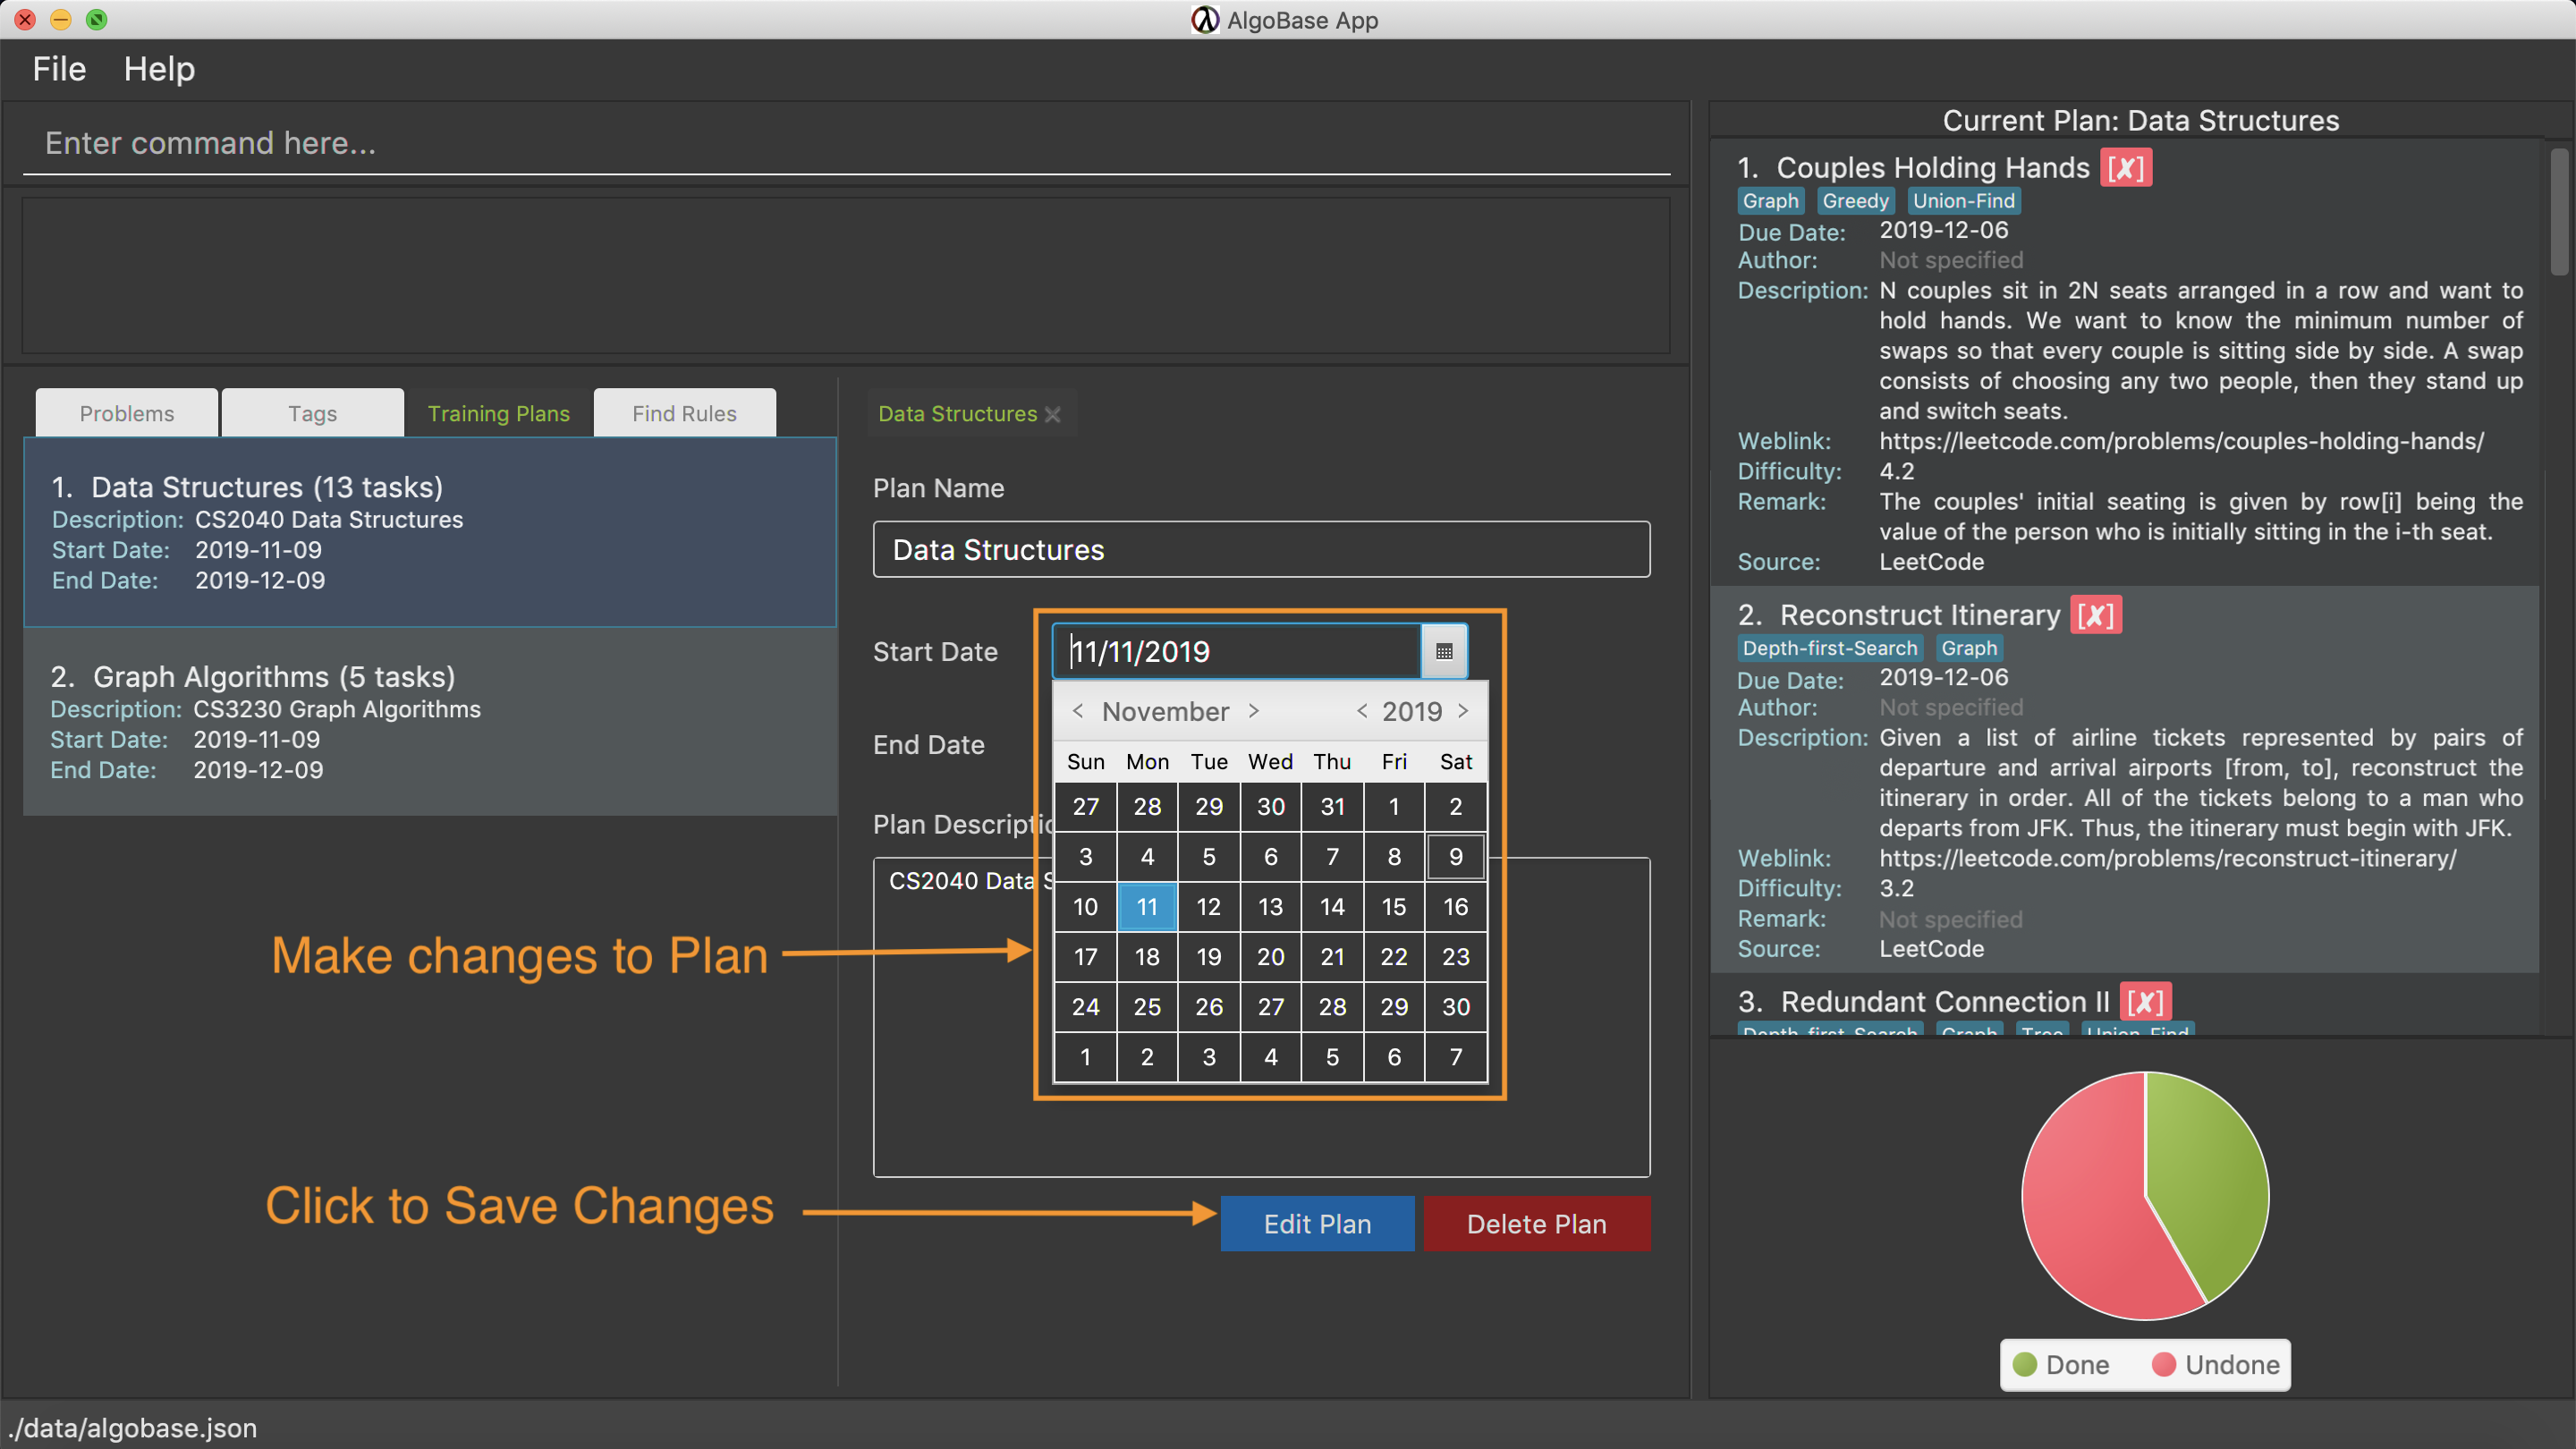 AlgoBase App
File Help
Enter command here...
Problems Tags Training Plans Find Rules
1. Data Structures (13 tasks)
Description: CS2040 Data Structures
Start Date: 2019-11-09
End Date: 2019-12-09
2. Graph Algorithms (5 tasks)
Description: CS3230 Graph Algorithms
Start Date: 2019-11-09
End Date: 2019-12-09
Make changes to Plan
Click to Save Changes
Data Structures
Plan Name
Data Structures
Start Date 11/11/2019
November 2019
End Date
Sun Mon Tue Wed Thu Fri Sat
27 28 29 30 31 1 2
Plan Descriptio
3 4 5 6 7 8 9
CS2040 Data S
10 11 12 13 14 15 16
17 18 19 20 21 22 23
24 25 26 27 28 29 30
1 2 3 4 5 6 7
Edit Plan Delete Plan
Current Plan: Data Structures
1. Couples Holding Hands [✗]
Graph Greedy Union-Find
Due Date: 2019-12-06
Author: Not specified
Description: N couples sit in 2N seats arranged in a row and want to
hold hands. We want to know the minimum number of
swaps so that every couple is sitting side by side. A swap
consists of choosing any two people, then they stand up
and switch seats.
Weblink: https://leetcode.com/problems/couples-holding-hands/
Difficulty: 4.2
Remark: The couples' initial seating is given by row[i] being the
value of the person who is initially sitting in the i-th seat.
Source: LeetCode
2. Reconstruct Itinerary [✗]
Depth-first-Search Graph
Due Date: 2019-12-06
Author: Not specified
Description: Given a list of airline tickets represented by pairs of
departure and arrival airports [from, to], reconstruct the
itinerary in order. All of the tickets belong to a man who
departs from JFK. Thus, the itinerary must begin with JFK.
Weblink: https://leetcode.com/problems/reconstruct-itinerary/
Difficulty: 3.2
Remark: Not specified
Source: LeetCode
3. Redundant Connection II [✗]
Depth-first-Search Graph Tree Union-Find
Done Undone
./data/algobase.json